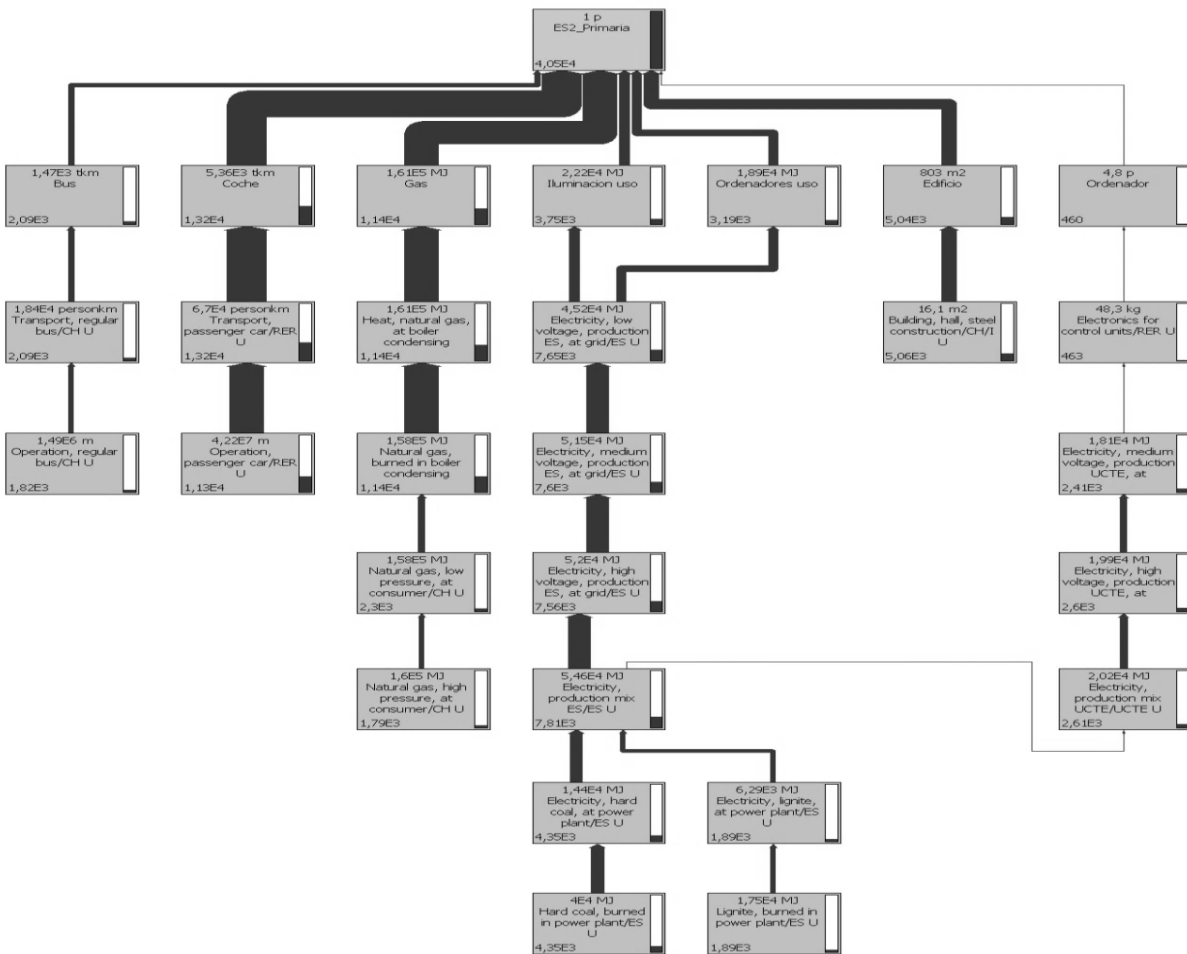 1 p
ES2_Primaria
4,05E4
1,47E3 tkm
Bus
2,09E3
5,36E3 tkm
Coche
1,32E4
1,61E5 MJ
Gas
1,14E4
2,22E4 MJ
Iluminacion uso
3,75E3
1,89E4 MJ
Ordenadores uso
3,19E3
803 m2
Edificio
5,04E3
4,8 p
Ordenador
460
1,84E4 personkm
Transport, regular
bus/CH U
2,09E3
6,7E4 personkm
Transport,
passenger car/RER
U
1,32E4
1,61E5 MJ
Heat, natural gas,
at boiler
condensing
1,14E4
4,52E4 MJ
Electricity, low
voltage, production
ES, at grid/ES U
7,65E3
16,1 m2
Building, hall, steel
construction/CH/I
U
5,06E3
48,3 kg
Electronics for
control units/RER U
463
1,49E6 m
Operation, regular
bus/CH U
1,82E3
4,22E7 m
Operation,
passenger car/RER
U
1,13E4
1,58E5 MJ
Natural gas,
burned in boiler
condensing
1,14E4
5,15E4 MJ
Electricity, medium
voltage, production
ES, at grid/ES U
7,6E3
1,81E4 MJ
Electricity, medium
voltage, production
UCTE, at
2,41E3
1,58E5 MJ
Natural gas, low
pressure, at
consumer/CH U
2,3E3
5,2E4 MJ
Electricity, high
voltage, production
ES, at grid/ES U
7,56E3
1,99E4 MJ
Electricity, high
voltage, production
UCTE, at
2,6E3
1,6E5 MJ
Natural gas, high
pressure, at
consumer/CH U
1,79E3
5,46E4 MJ
Electricity,
production mix
ES/ES U
7,81E3
2,02E4 MJ
Electricity,
production mix
UCTE/UCTE U
2,61E3
1,44E4 MJ
Electricity, hard
coal, at power
plant/ES U
4,35E3
6,29E3 MJ
Electricity, lignite,
at power plant/ES
U
1,89E3
4E4 MJ
Hard coal, burned
in power plant/ES
U
4,35E3
1,75E4 MJ
Lignite, burned in
power plant/ES U
1,89E3